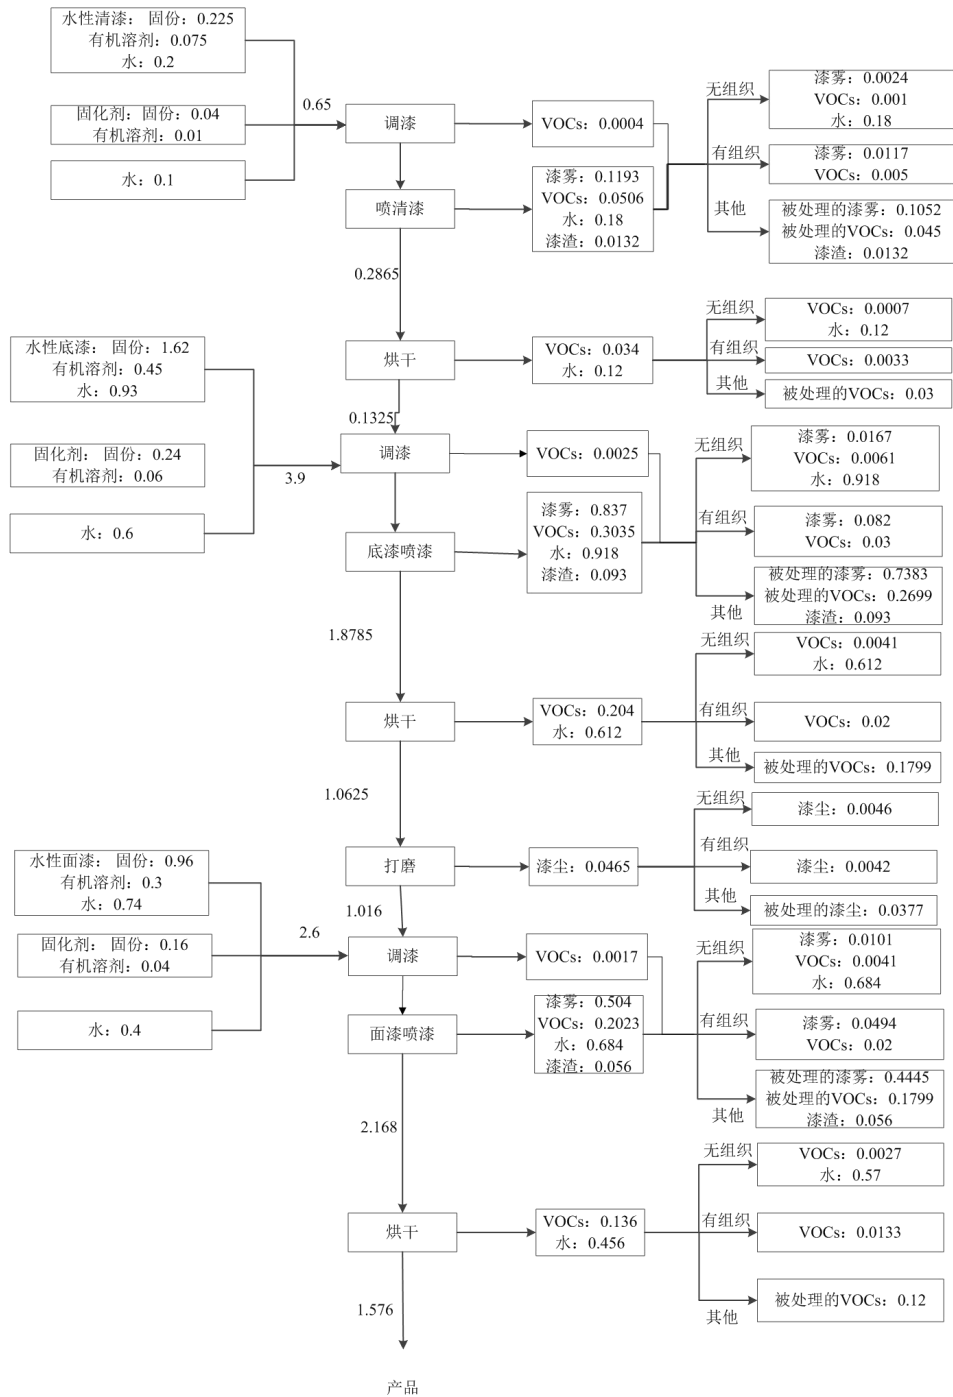 水性清漆： 固份：0.225
有机溶剂：0.075
水：0.2
固化剂：固份：0.04
有机溶剂：0.01
水：0.1
0.65
调漆
VOCs：0.0004
喷清漆
漆雾：0.1193
VOCs：0.0506
水：0.18
漆渣：0.0132
无组织
漆雾：0.0024
VOCs：0.001
水：0.18
有组织
漆雾：0.0117
VOCs：0.005
其他
被处理的漆雾：0.1052
被处理的VOCs：0.045
漆渣：0.0132
0.2865
烘干
VOCs：0.034
水：0.12
无组织
VOCs：0.0007
水：0.12
有组织
VOCs：0.0033
其他
被处理的VOCs：0.03
0.1325
水性底漆： 固份：1.62
有机溶剂：0.45
水：0.93
固化剂：固份：0.24
有机溶剂：0.06
水：0.6
3.9
调漆
VOCs：0.0025
底漆喷漆
漆雾：0.837
VOCs：0.3035
水：0.918
漆渣：0.093
无组织
漆雾：0.0167
VOCs：0.0061
水：0.918
有组织
漆雾：0.082
VOCs：0.03
其他
被处理的漆雾：0.7383
被处理的VOCs：0.2699
漆渣：0.093
1.8785
烘干
VOCs：0.204
水：0.612
无组织
VOCs：0.0041
水：0.612
有组织
VOCs：0.02
其他
被处理的VOCs：0.1799
1.0625
打磨
漆尘：0.0465
无组织
漆尘：0.0046
有组织
漆尘：0.0042
其他
被处理的漆尘：0.0377
1.016
水性面漆： 固份：0.96
有机溶剂：0.3
水：0.74
固化剂：固份：0.16
有机溶剂：0.04
水：0.4
2.6
调漆
VOCs：0.0017
面漆喷漆
漆雾：0.504
VOCs：0.2023
水：0.684
漆渣：0.056
无组织
漆雾：0.0101
VOCs：0.0041
水：0.684
有组织
漆雾：0.0494
VOCs：0.02
其他
被处理的漆雾：0.4445
被处理的VOCs：0.1799
漆渣：0.056
2.168
烘干
VOCs：0.136
水：0.456
无组织
VOCs：0.0027
水：0.57
有组织
VOCs：0.0133
其他
被处理的VOCs：0.12
1.576
产品